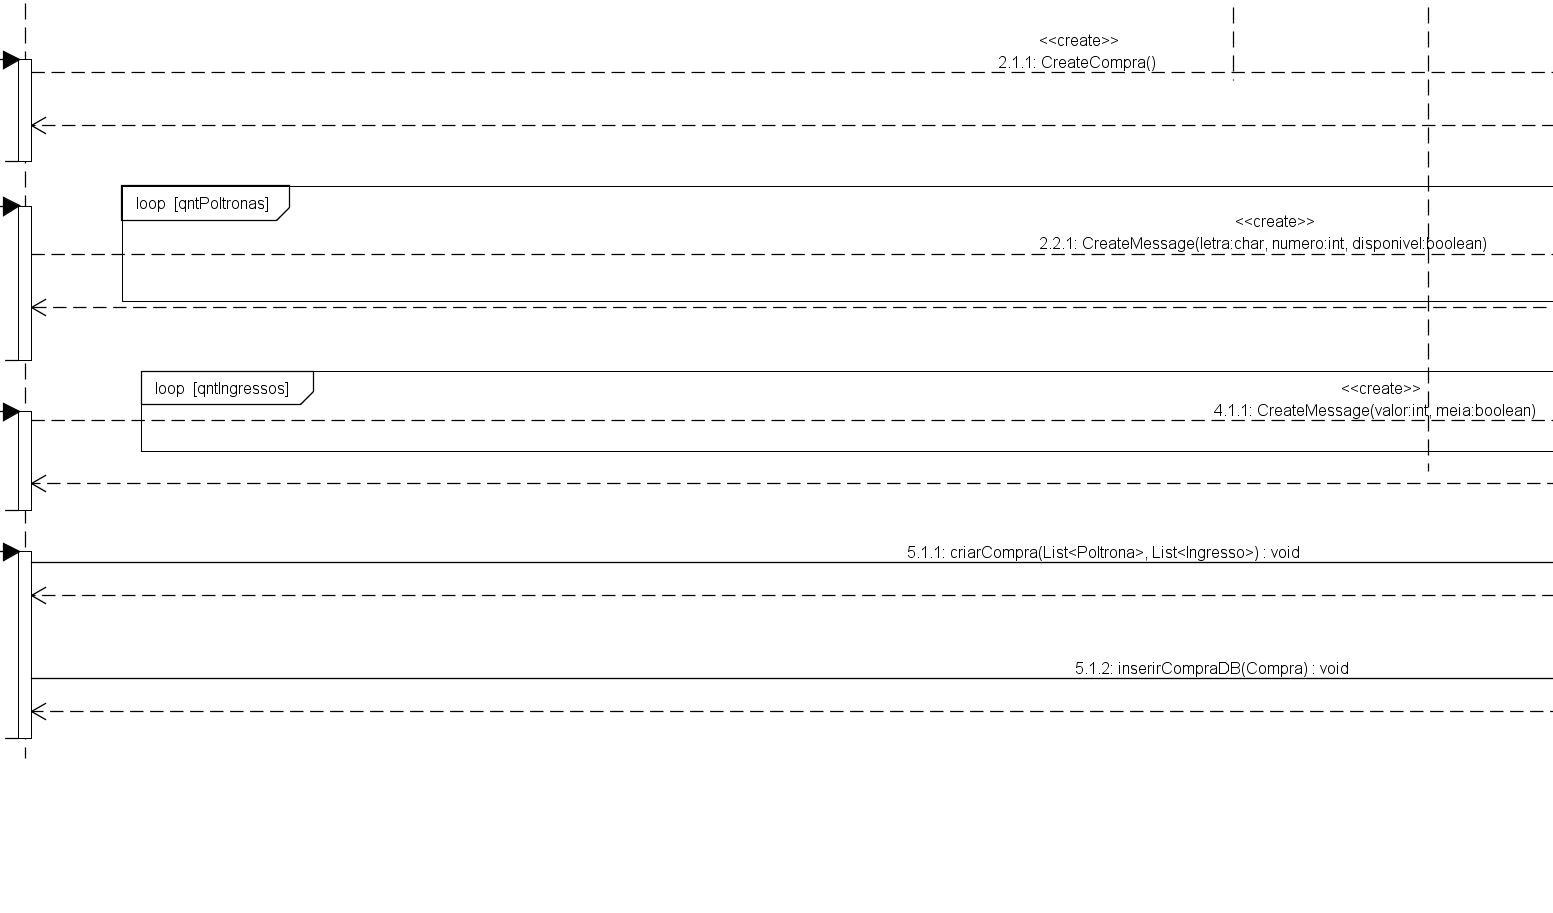 <<create>>
2.1.1: CreateCompra()
loop [qntPoltronas]
<<create>>
2.2.1: CreateMessage(letra:char, numero:int, disponivel:boolean)
loop [qntIngressos]
<<create>>
4.1.1: CreateMessage(valor:int, meia:boolean)
5.1.1: criarCompra(List<Poltrona>, List<Ingresso>) : void
5.1.2: inserirCompraDB(Compra) : void